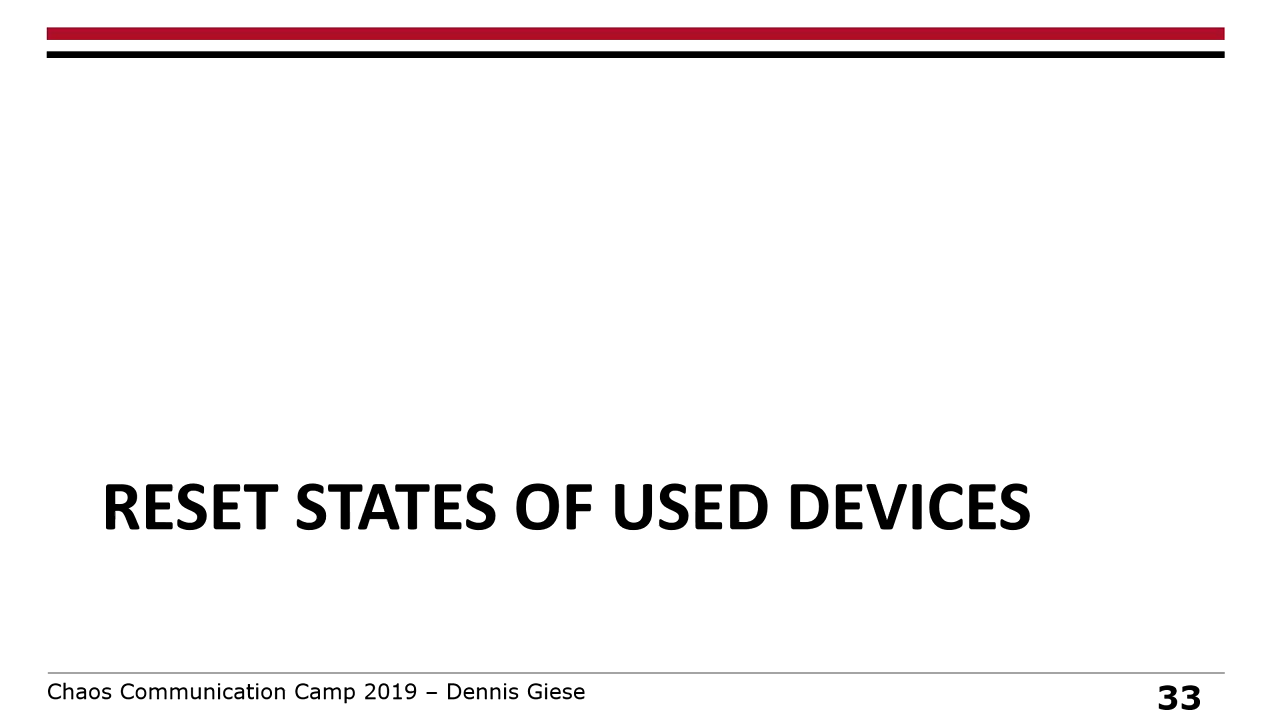 RESET STATES OF USED DEVICES
Chaos Communication Camp 2019 – Dennis Giese
33